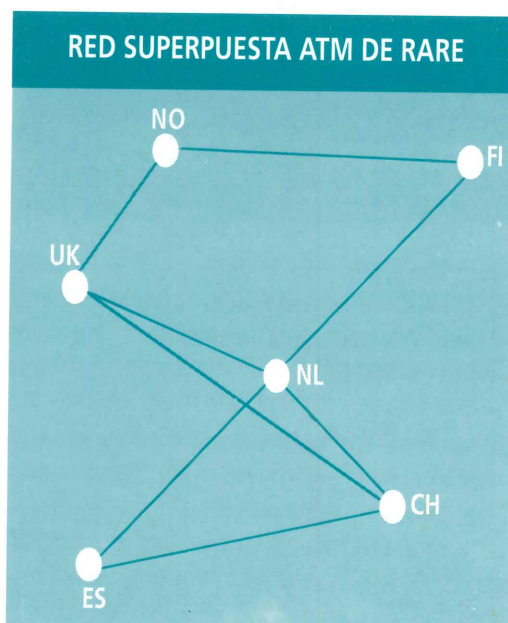 RED SUPERPUESTA ATM DE RARE
NO
FI
UK
NL
CH
ES